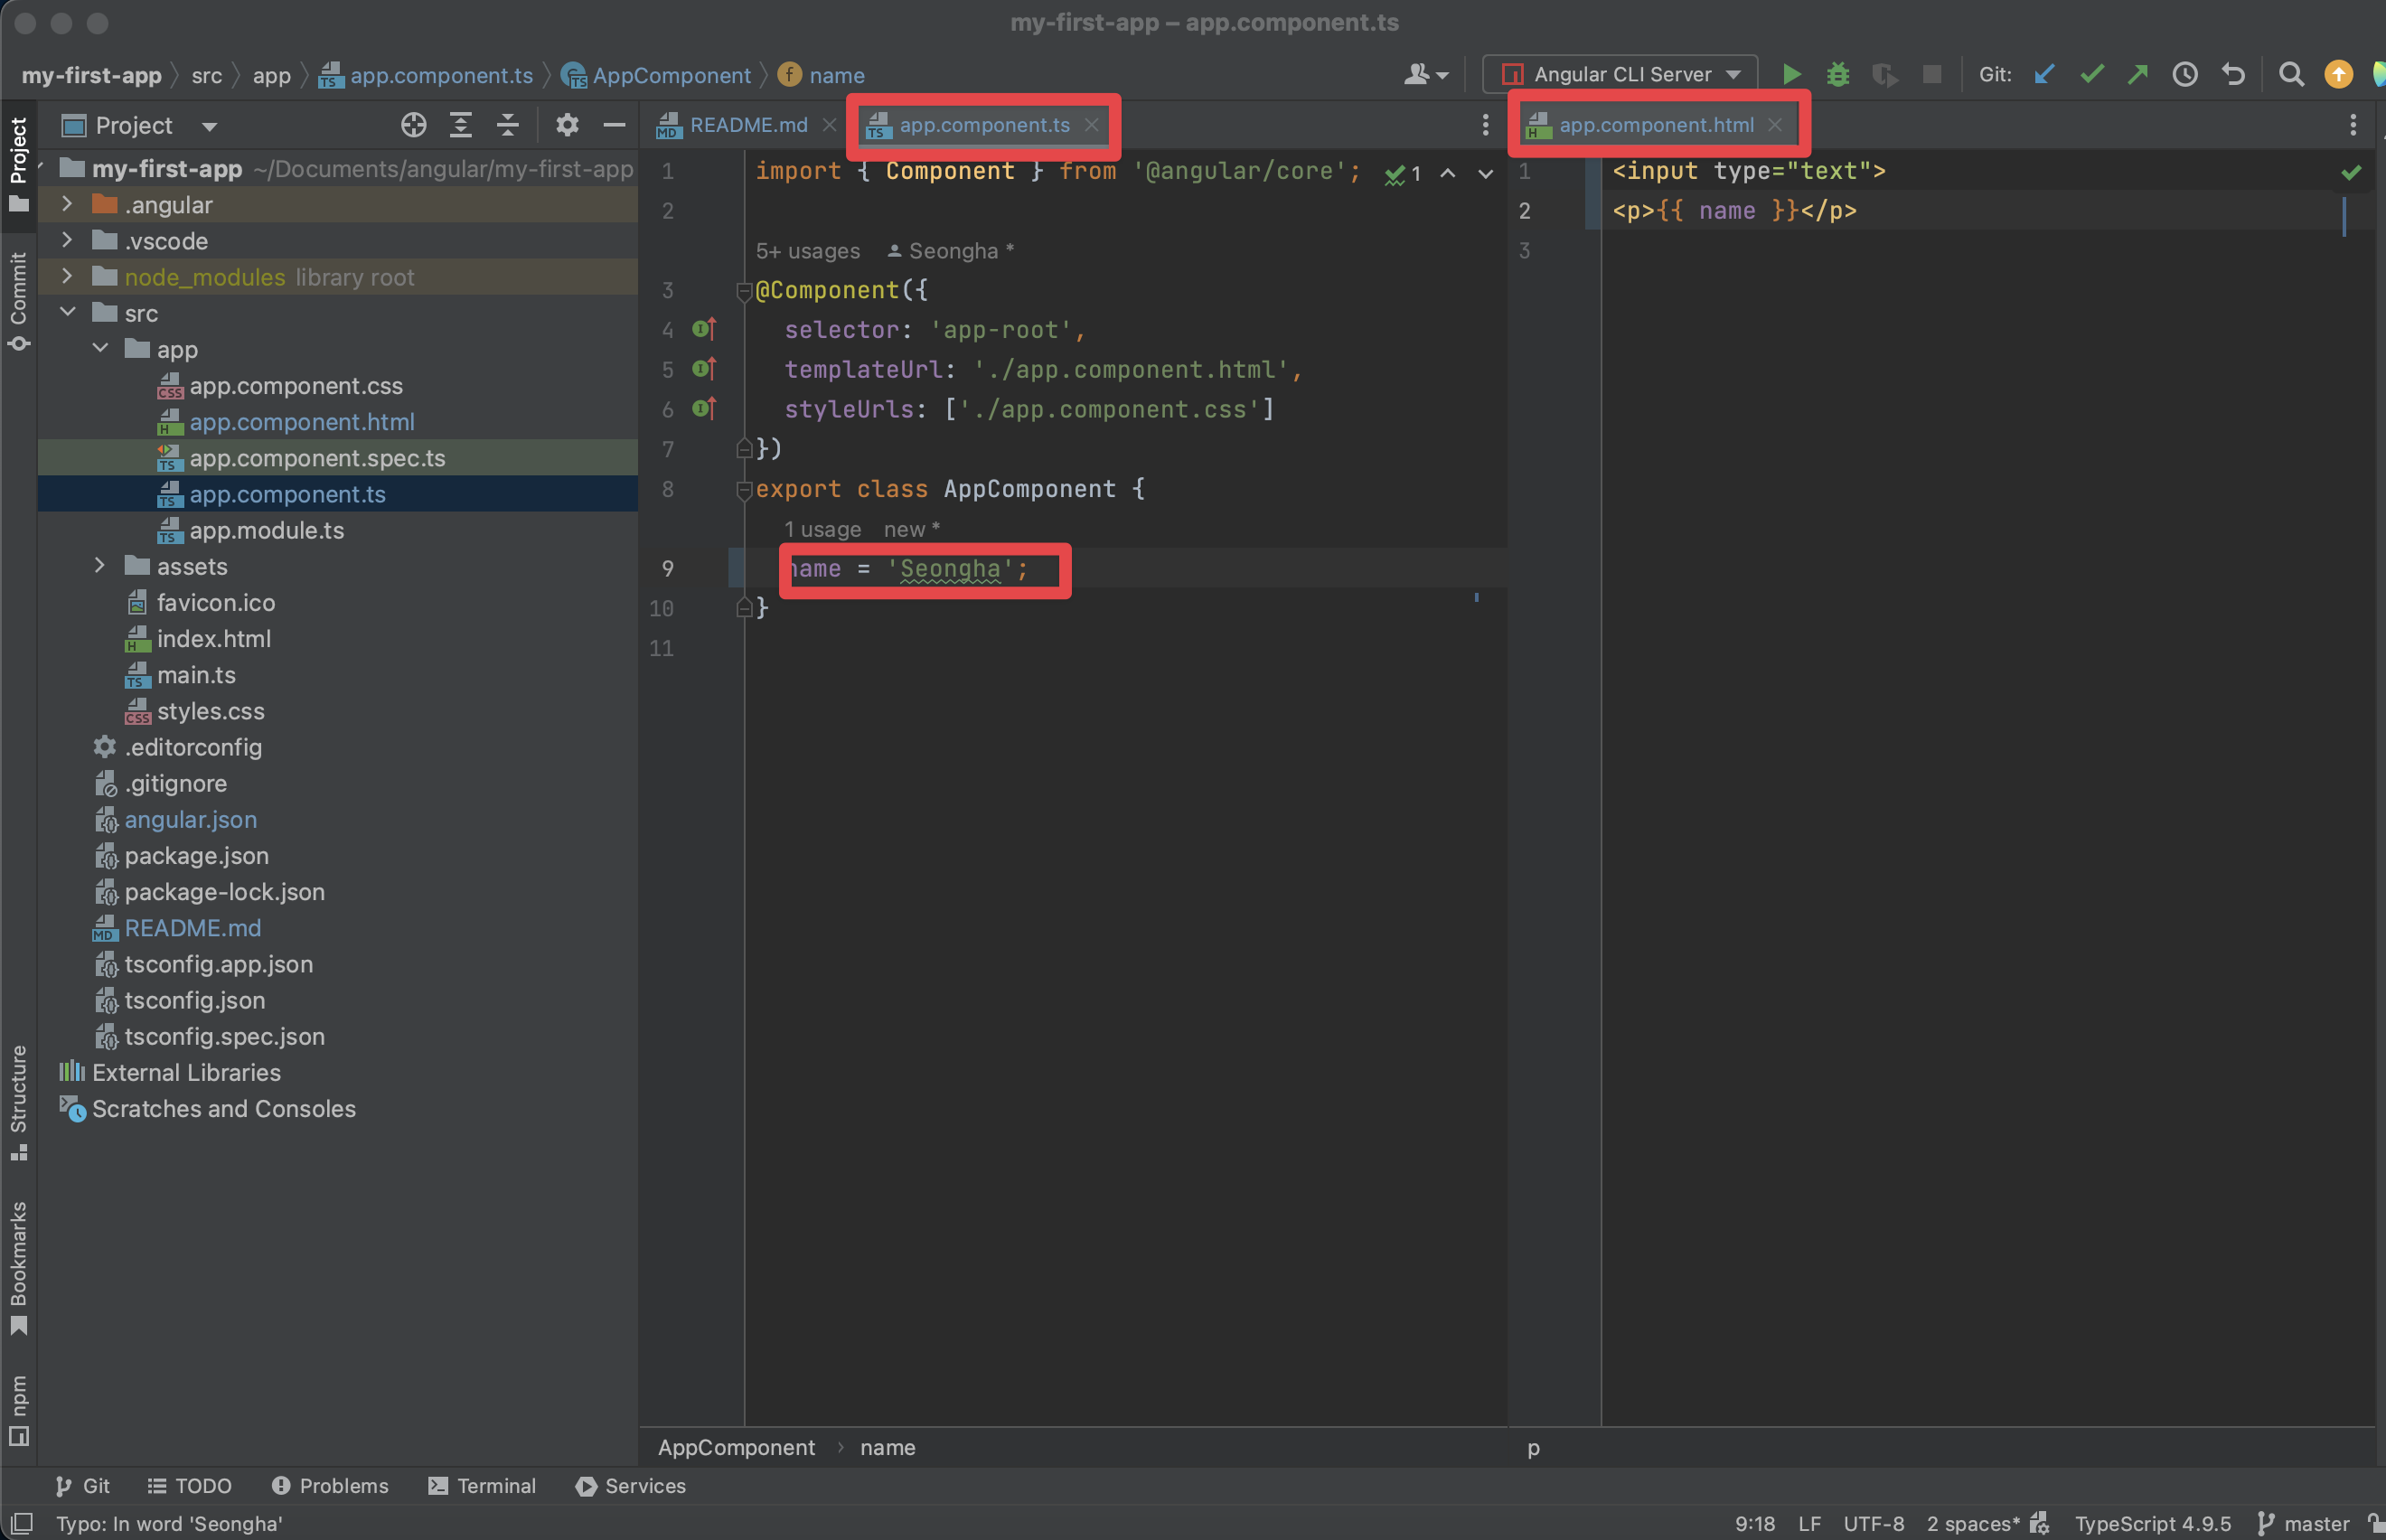 my-first-app – app.component.ts
my-first-app src app app.component.ts AppComponent name
Angular CLI Server Git:
Project
README.md app.component.ts app.component.html
Project
Commit
Structure
Bookmarks
npm
my-first-app ~/Documents/angular/my-first-app
.angular
.vscode
node_modules library root
src
app
app.component.css
app.component.html
app.component.spec.ts
app.component.ts
app.module.ts
assets
favicon.ico
index.html
main.ts
styles.css
.editorconfig
.gitignore
angular.json
package.json
package-lock.json
README.md
tsconfig.app.json
tsconfig.json
tsconfig.spec.json
External Libraries
Scratches and Consoles
1 import { Component } from '@angular/core'; 1
2
5+ usages Seongha *
3 @Component({
4 selector: 'app-root',
5 templateUrl: './app.component.html',
6 styleUrls: ['./app.component.css']
7 })
8 export class AppComponent {
1 usage new *
9 name = 'Seongha';
10 }
11
1 <input type="text">
2 <p>{{ name }}</p>
3
AppComponent name
p
Git TODO Problems Terminal Services
Typo: In word 'Seongha' 9:18 LF UTF-8 2 spaces* TypeScript 4.9.5 master